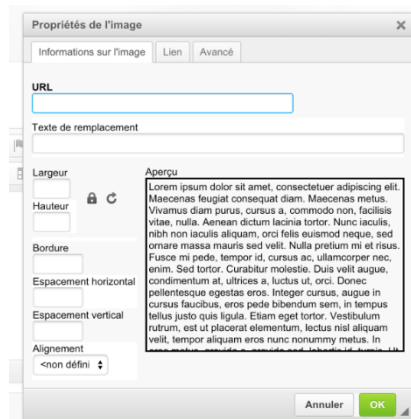 Propriétés de l'image
Informations sur l'image Lien Avancé
URL
Texte de remplacement
Largeur
Hauteur
Bordure
Espacement horizontal
Espacement vertical
Alignement
<non défini
Aperçu
Lorem ipsum dolor sit amet, consectetuer adipiscing elit.
Maecenas feugiat consequat diam. Maecenas metus.
Vivamus diam purus, cursus a, commodo non, facilisis
vitae, nulla. Aenean dictum lacinia tortor. Nunc iaculis,
nibh non iaculis aliquam, orci felis euismod neque, sed
ornare massa mauris sed velit. Nulla pretium mi et risus.
Fusce mi pede, tempor id, cursus ac, ullamcorper nec,
enim. Sed tortor. Curabitur molestie. Duis velit augue,
condimentum at, ultrices a, luctus ut, orci. Donec
pellentesque egestas eros. Integer cursus, augue in
cursus faucibus, eros pede bibendum sem, in tempus
tellus justo quis ligula. Etiam eget tortor. Vestibulum
rutrum, est ut placerat elementum, lectus nisl aliquam
velit, tempor aliquam eros nunc nonummy metus. In
Annuler OK